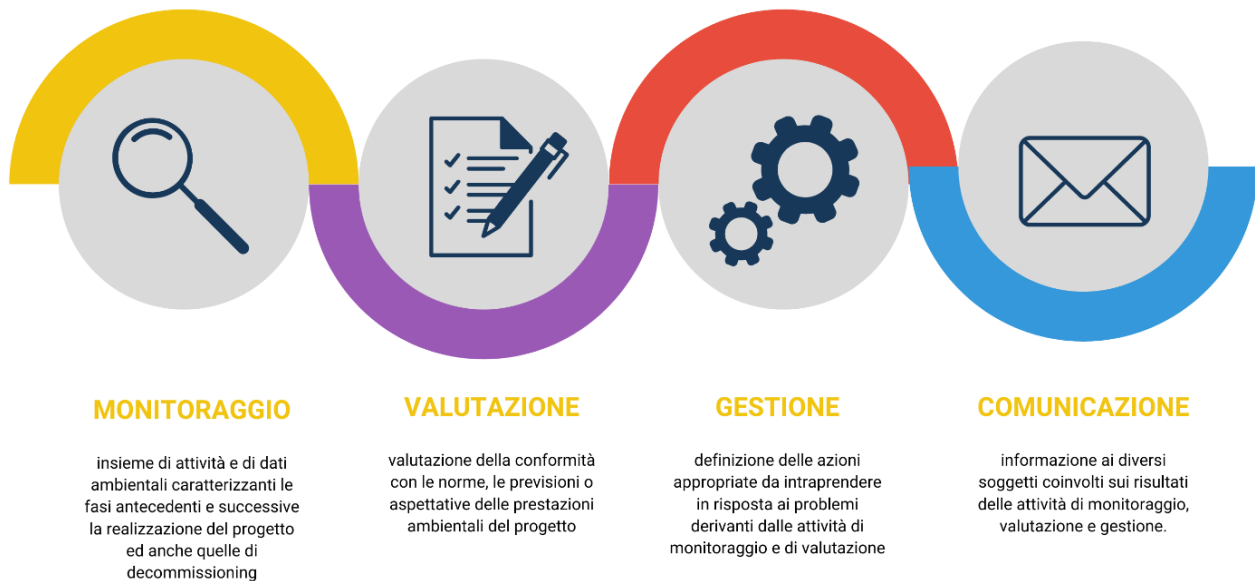 MONITORAGGIO
insieme di attività e di dati
ambientali caratterizzanti le
fasi antecedenti e successive
la realizzazione del progetto
ed anche quelle di
decommissioning
VALUTAZIONE
valutazione della conformità
con le norme, le previsioni o
aspettative delle prestazioni
ambientali del progetto
GESTIONE
definizione delle azioni
appropriate da intraprendere
in risposta ai problemi
derivanti dalle attività di
monitoraggio e di valutazione
COMUNICAZIONE
informazione ai diversi
soggetti coinvolti sui risultati
delle attività di monitoraggio,
valutazione e gestione.